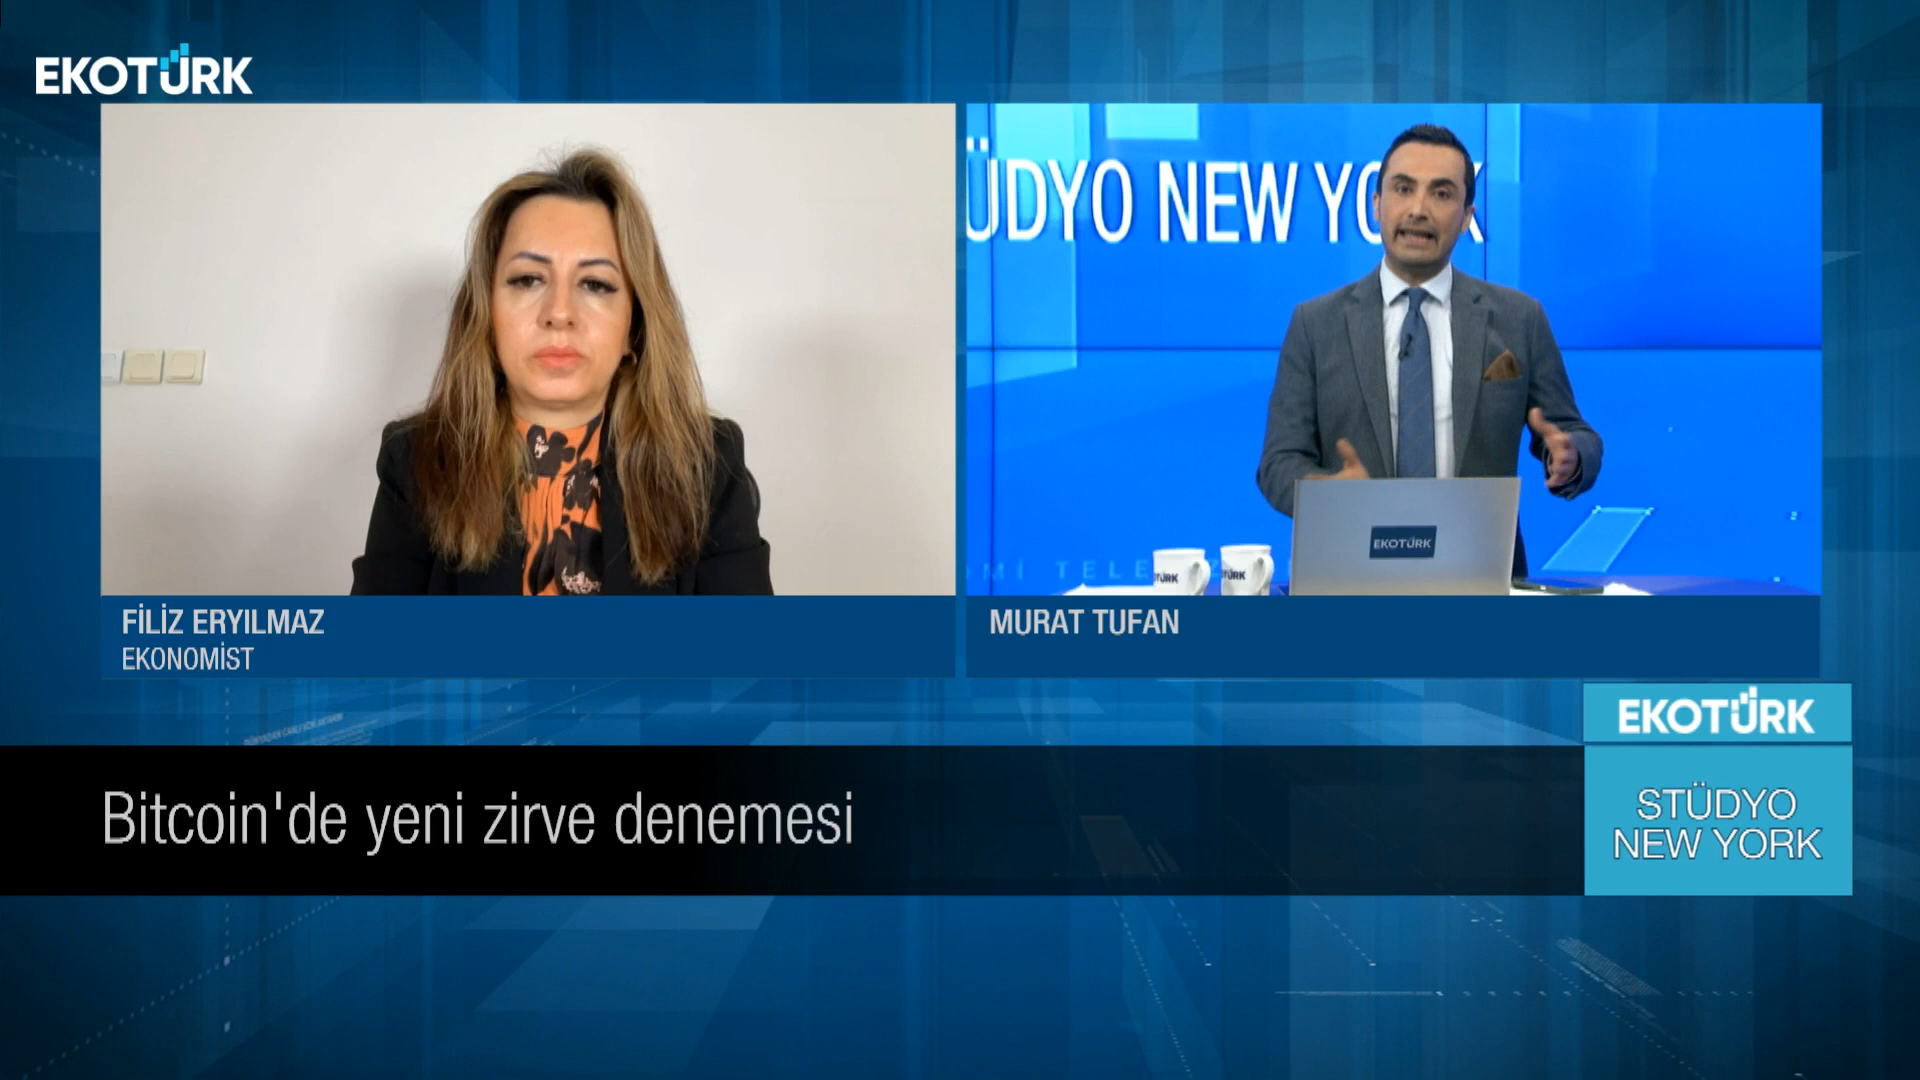 EKOTÜRK
ÜDYO NEW YO K
FİLİZ ERYILMAZ
EKONOMİST
EKOTÜRK
MURAT TUFAN
EKOTÜRK
Bitcoin'de yeni zirve denemesi
STÜDYO
NEW YORK